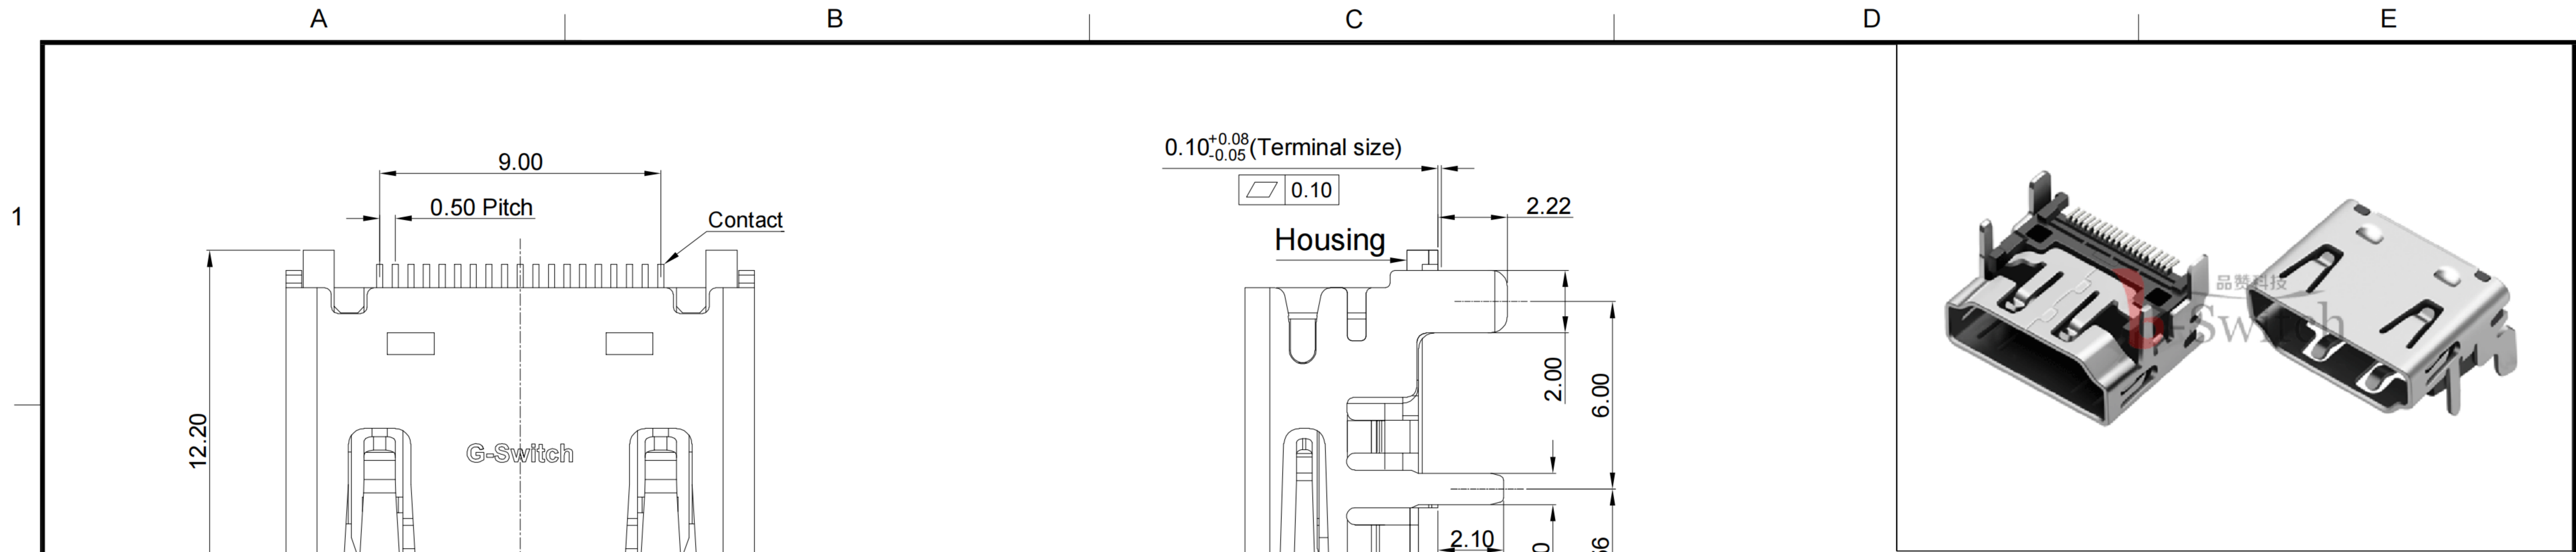 A B C D E
1
9.00
0.50 Pitch
Contact
12.20
G-Switch
0.10 +0.08 -0.05 (Terminal size)
0.10
Housing
2.22
2.00
6.00
2.10
品赞科技
-Switch